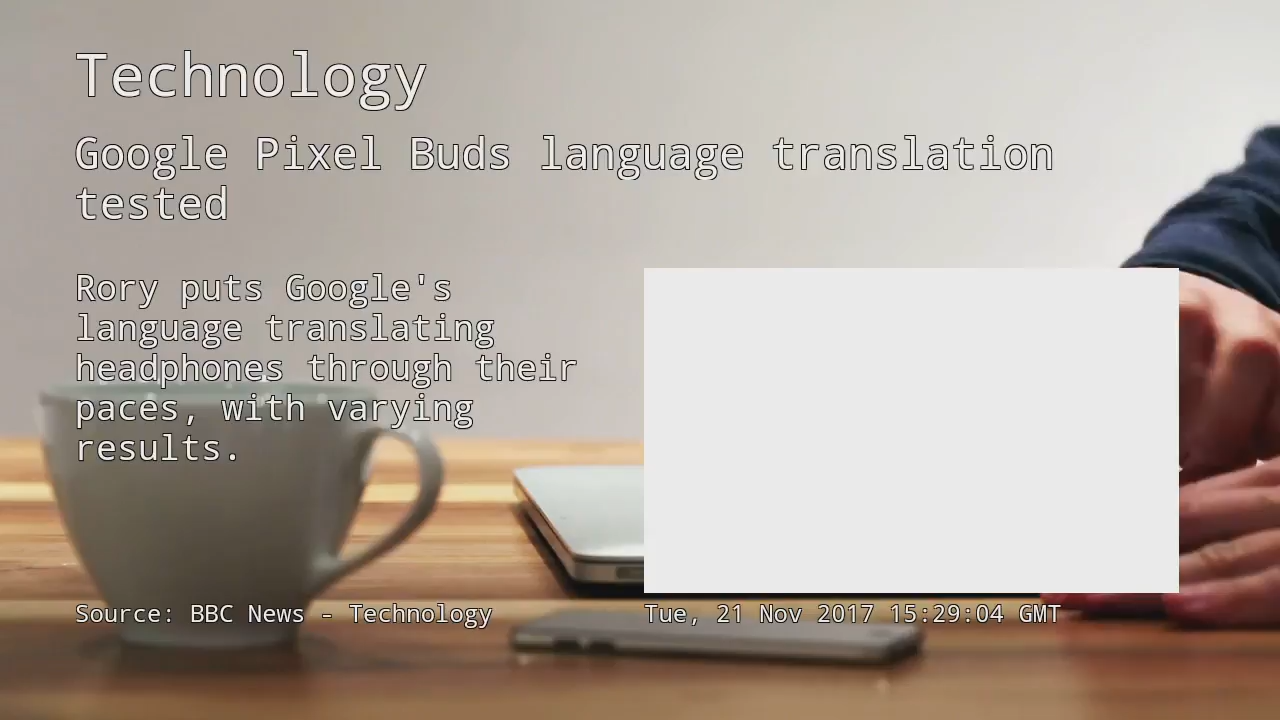 Technology
Google Pixel Buds language translation
tested
Rory puts Google's
language translating
headphones through their
paces, with varying
results.
Source: BBC News - Technology
Tue, 21 Nov 2017 15:29:04 GMT